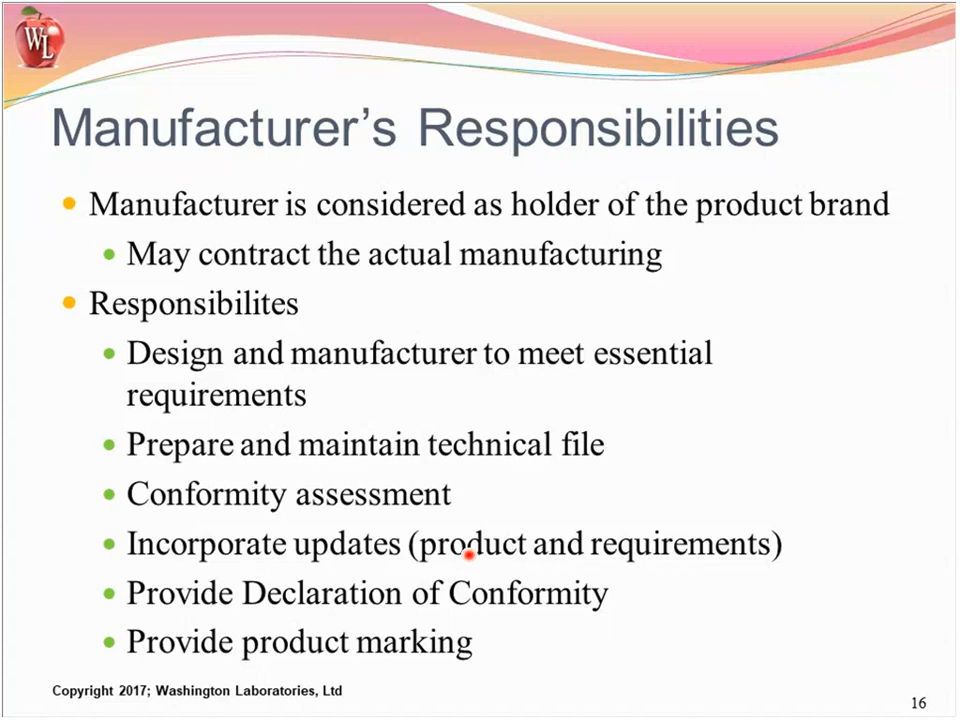 WL
Manufacturer's Responsibilities
Manufacturer is considered as holder of the product brand
May contract the actual manufacturing
Responsibilites
Design and manufacturer to meet essential
requirements
Prepare and maintain technical file
Conformity assessment
Incorporate updates (product and requirements)
Provide Declaration of Conformity
Provide product marking
Copyright 2017; Washington Laboratories, Ltd
16